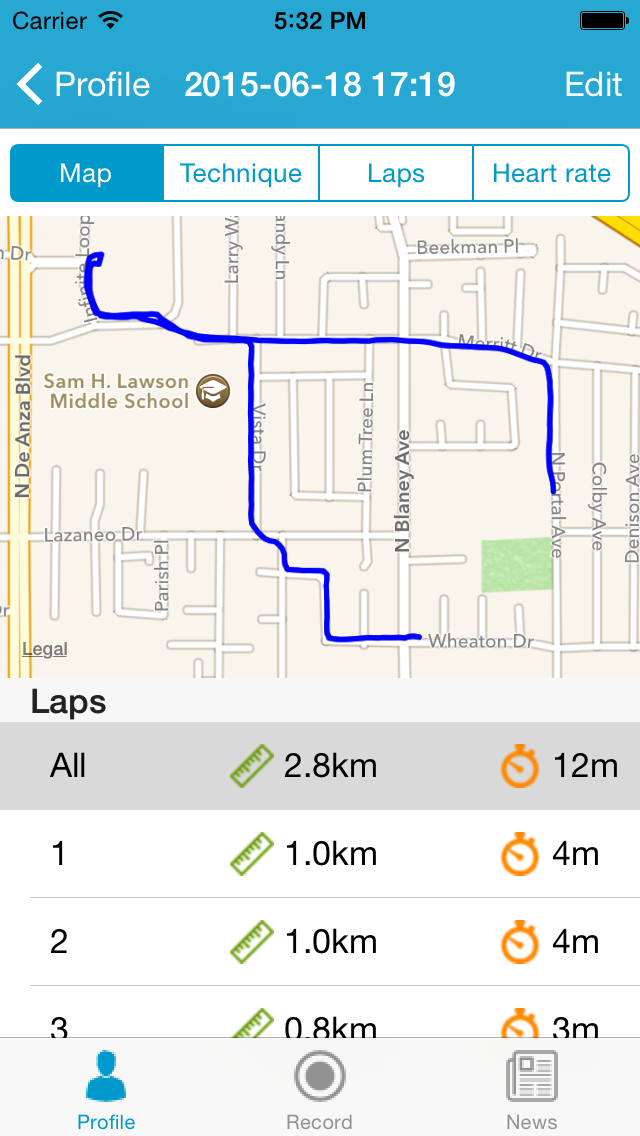 Carrier 5:32 PM
Profile 2015-06-18 17:19 Edit
Map Technique Laps Heart rate
Dr
Infinite Loop
Larry W
andy Ln
Beekman Pl
Merritt Dr
N De Anza Blvd
Sam H. Lawson
Middle School
Vista Dr
Plum Tree Ln
N Blaney Ave
N Portal Ave
Colby Ave
Denison Ave
Lazaneo Dr
Parish Pl
Legal
Wheaton Dr
Laps
All 2.8km 12m
1 1.0km 4m
2 1.0km 4m
3 0.8km 3m
Profile Record News